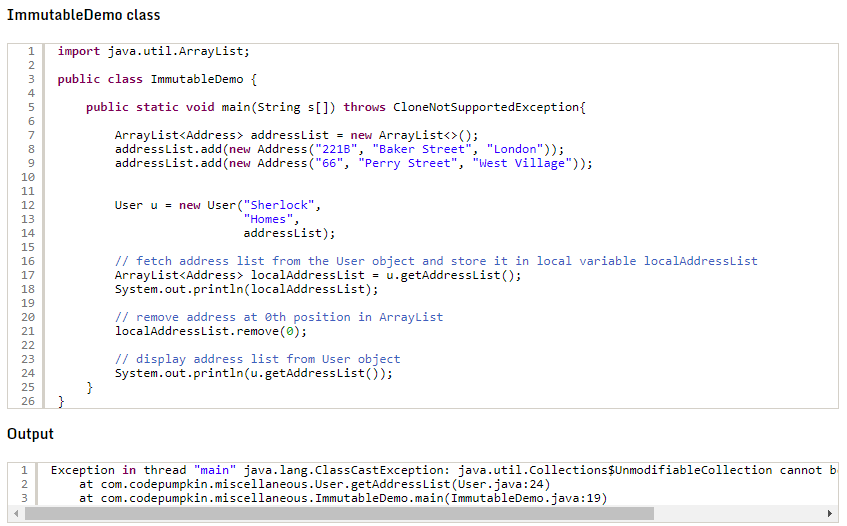 ImmutableDemo class
1 import java.util.ArrayList;
2
3 public class ImmutableDemo {
4
5 public static void main(String s[]) throws CloneNotSupportedException{
6
7 ArrayList<Address> addressList = new ArrayList<>();
8 addressList.add(new Address("221B", "Baker Street", "London"));
9 addressList.add(new Address("66", "Perry Street", "West Village"));
10
11
12 User u = new User("Sherlock",
13 "Homes",
14 addressList);
15
16 // fetch address list from the User object and store it in local variable localAddressList
17 ArrayList<Address> localAddressList = u.getAddressList();
18 System.out.println(localAddressList);
19
20 // remove address at 0th position in ArrayList
21 localAddressList.remove(0);
22
23 // display address list from User object
24 System.out.println(u.getAddressList());
25 }
26 }
Output
1 Exception in thread "main" java.lang.ClassCastException: java.util.Collections$UnmodifiableCollection cannot b
2 at com.codepumpkin.miscellaneous.User.getAddressList(User.java:24)
3 at com.codepumpkin.miscellaneous.ImmutableDemo.main(ImmutableDemo.java:19)